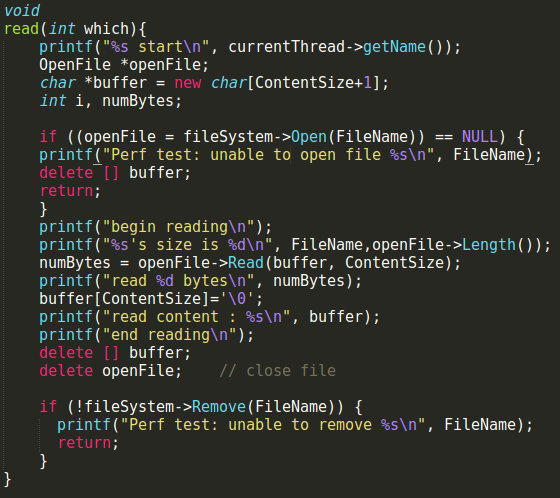 void
read(int which){
    printf("%s start\n", currentThread->getName());
    OpenFile *openFile;
    char *buffer = new char[ContentSize+1];
    int i, numBytes;

    if ((openFile = fileSystem->Open(FileName)) == NULL) {
    printf("Perf test: unable to open file %s\n", FileName);
    delete [] buffer;
    return;
    }
    printf("begin reading\n");
    printf("%s's size is %d\n", FileName,openFile->Length());
    numBytes = openFile->Read(buffer, ContentSize);
    printf("read %d bytes\n", numBytes);
    buffer[ContentSize]='\0';
    printf("read content : %s\n", buffer);
    printf("end reading\n");
    delete [] buffer;
    delete openFile;    // close file

    if (!fileSystem->Remove(FileName)) {
      printf("Perf test: unable to remove %s\n", FileName);
      return;
    }
}